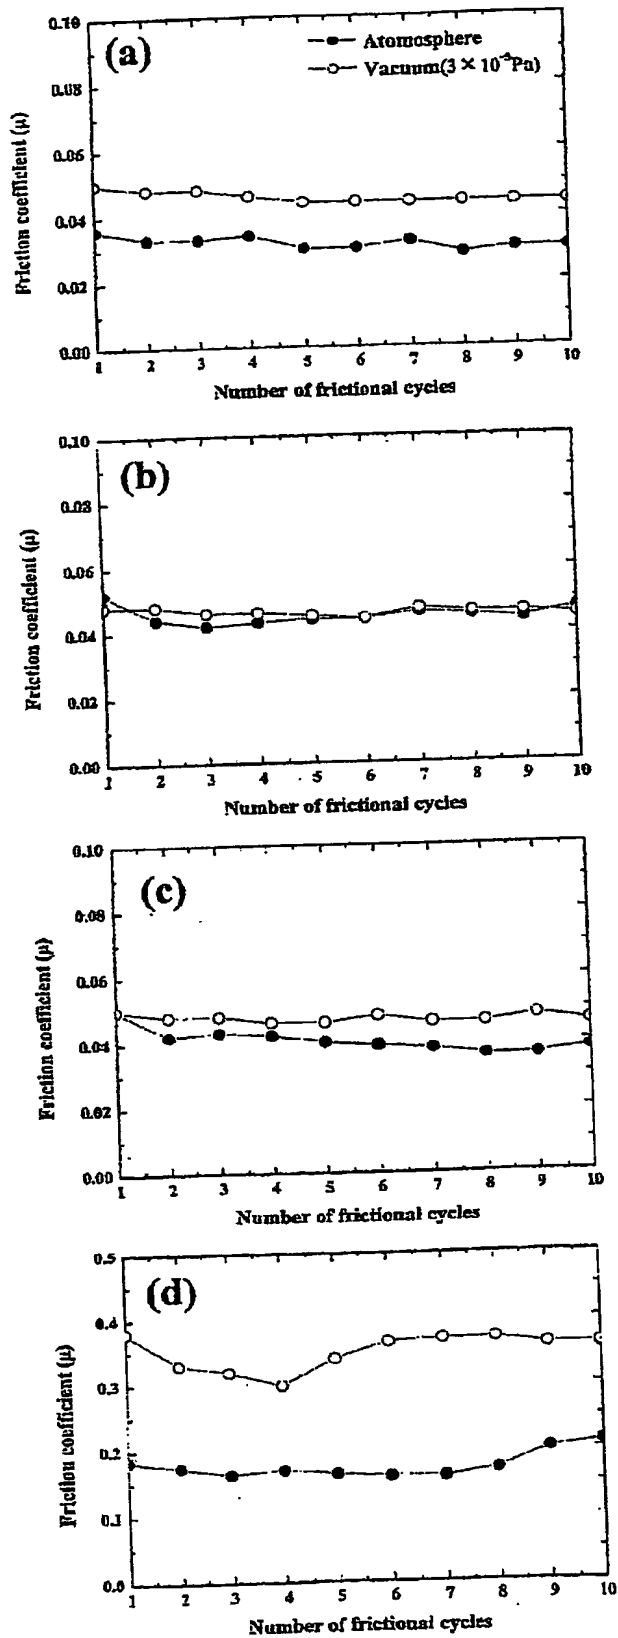 0.10
(a)
Atomosphere
Vacuum(3 × 10⁻⁵Pa)
0.08
0.06
0.04
0.02
0.00
Friction coefficient (μ)
1 2 3 4 5 6 7 8 9 10
Number of frictional cycles
0.10
(b)
0.08
0.06
0.04
0.02
0.00
Friction coefficient (μ)
1 2 3 4 5 6 7 8 9 10
Number of frictional cycles
0.10
(c)
0.08
0.06
0.04
0.02
0.00
Friction coefficient (μ)
1 2 3 4 5 6 7 8 9 10
Number of frictional cycles
0.5
(d)
0.4
0.3
0.2
0.1
0.0
Friction coefficient (μ)
1 2 3 4 5 6 7 8 9 10
Number of frictional cycles